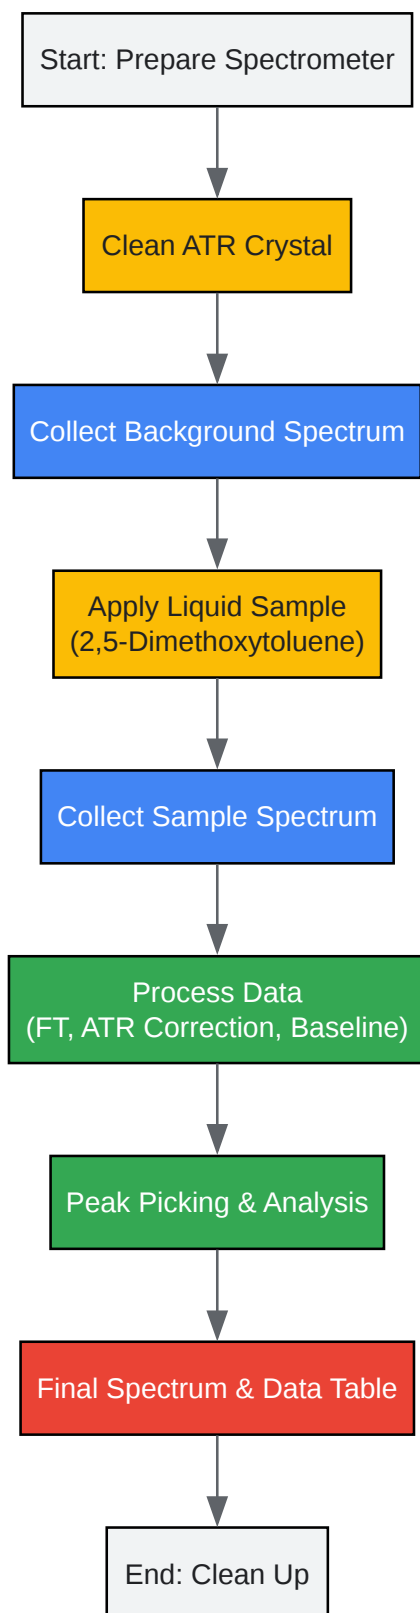 Start: Prepare Spectrometer
Clean ATR Crystal
Collect Background Spectrum
Apply Liquid Sample
(2,5-Dimethoxytoluene)
Collect Sample Spectrum
Process Data
(FT, ATR Correction, Baseline)
Peak Picking & Analysis
Final Spectrum & Data Table
End: Clean Up